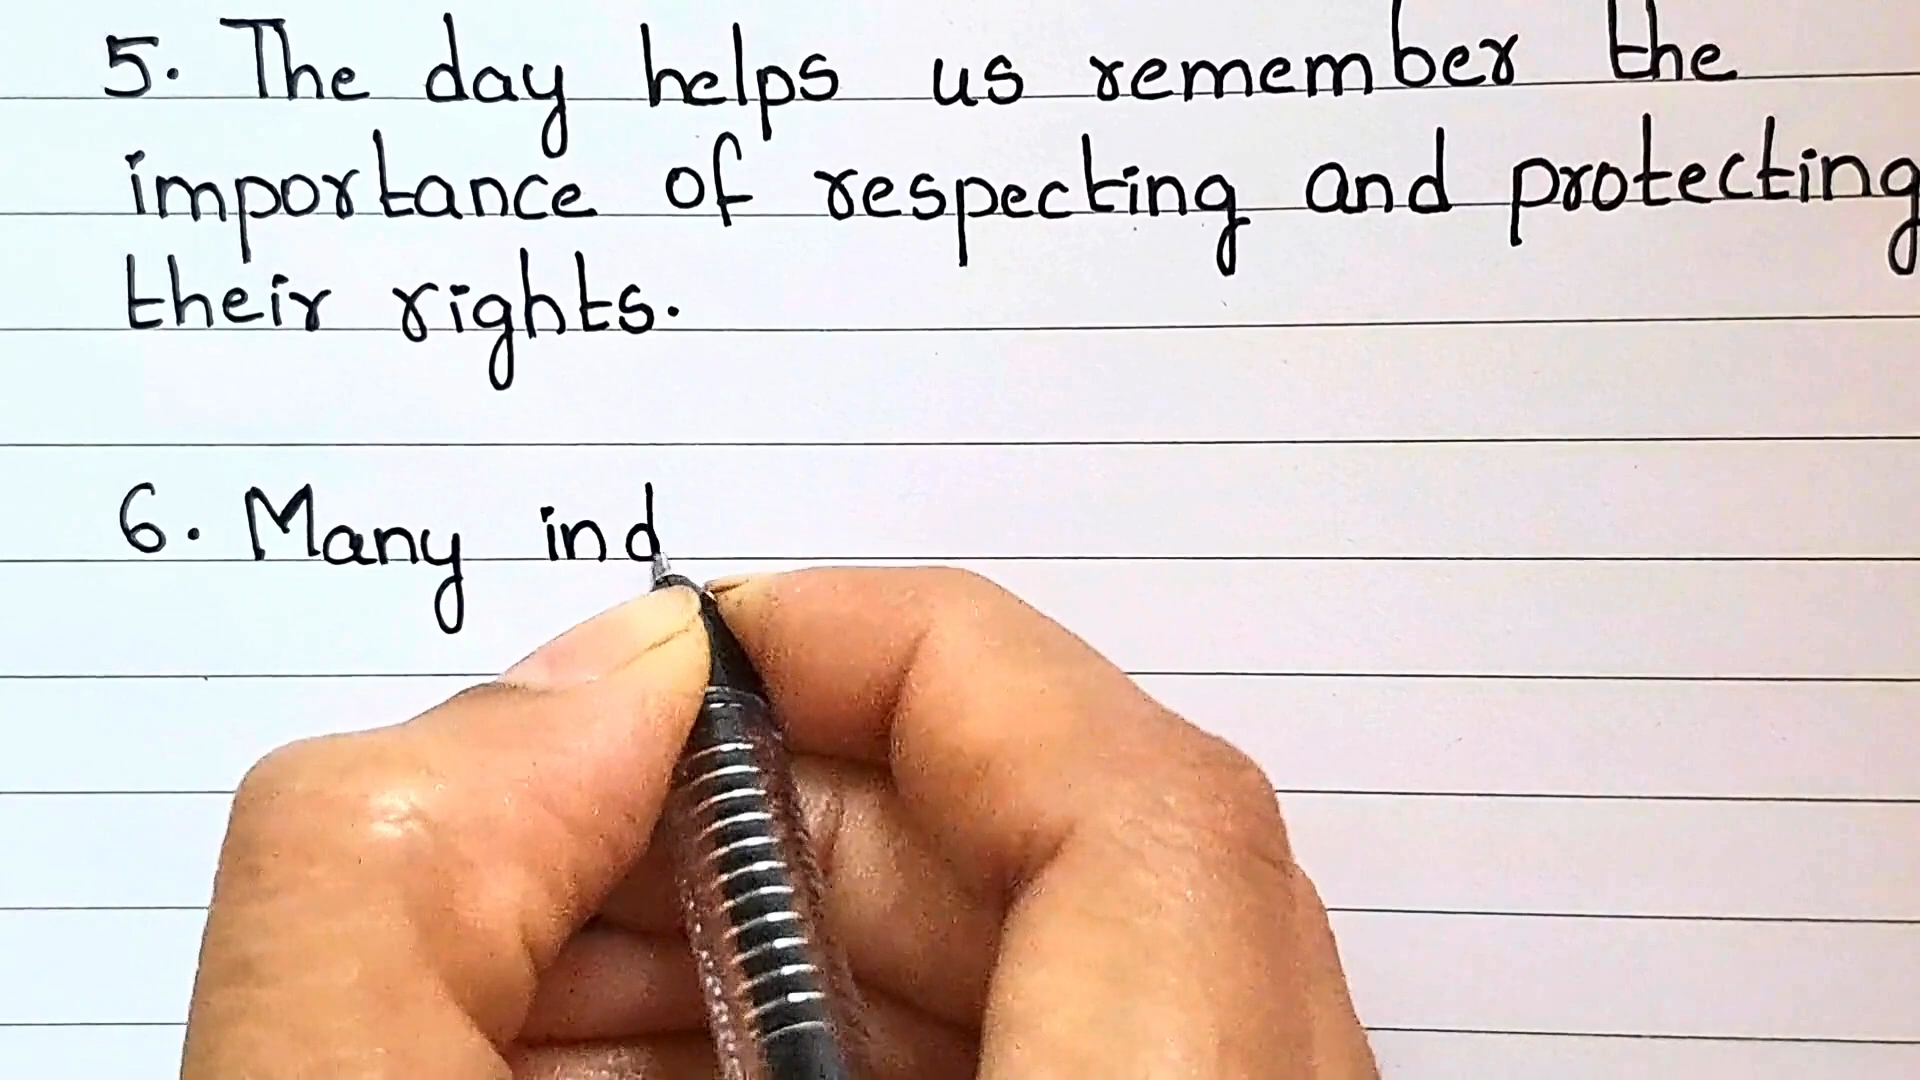 5. The day helps us remember the
importance of respecting and protecting
their rights.
6. Many ind